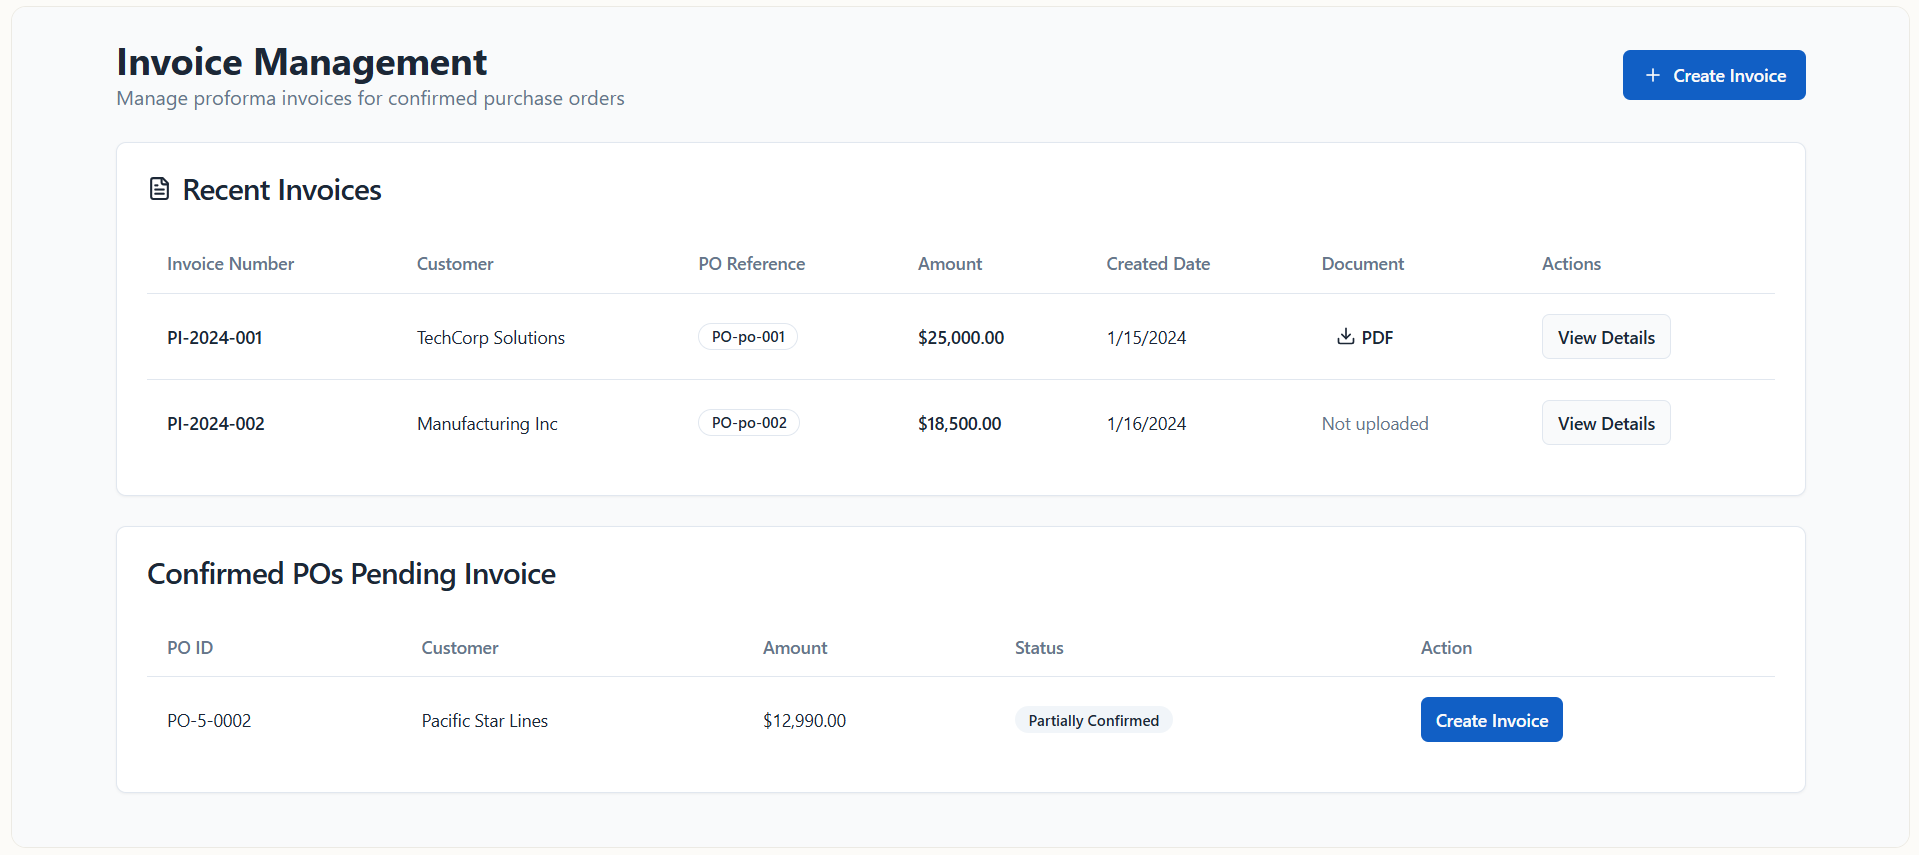 Invoice Management
Manage proforma invoices for confirmed purchase orders
Create Invoice
Recent Invoices
Invoice Number Customer PO Reference Amount Created Date Document Actions
PI-2024-001 TechCorp Solutions PO-po-001 $25,000.00 1/15/2024 PDF View Details
PI-2024-002 Manufacturing Inc PO-po-002 $18,500.00 1/16/2024 Not uploaded View Details
Confirmed POs Pending Invoice
PO ID Customer Amount Status Action
PO-5-0002 Pacific Star Lines $12,990.00 Partially Confirmed Create Invoice